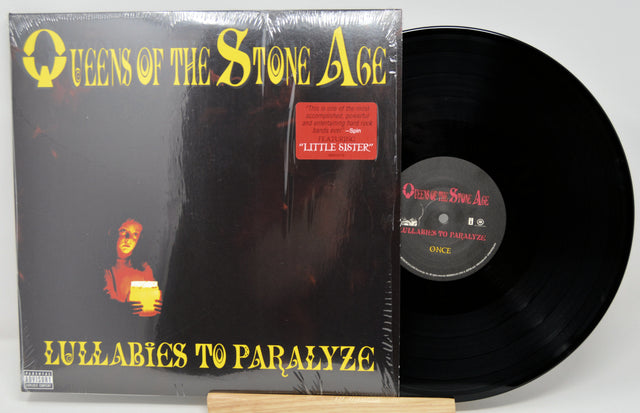 QUEENS OF THE STONE AGE
"This is one of the most
accomplished, powerful
and entertaining hard rock
bands ever" —Spin
FEATURING
"LITTLE SISTER"
LULLABIES TO PARALYZE
PARENTAL
ADVISORY
EXPLICIT CONTENT
QUEENS OF THE STONE AGE
LULLABIES TO PARALYZE
ONCE